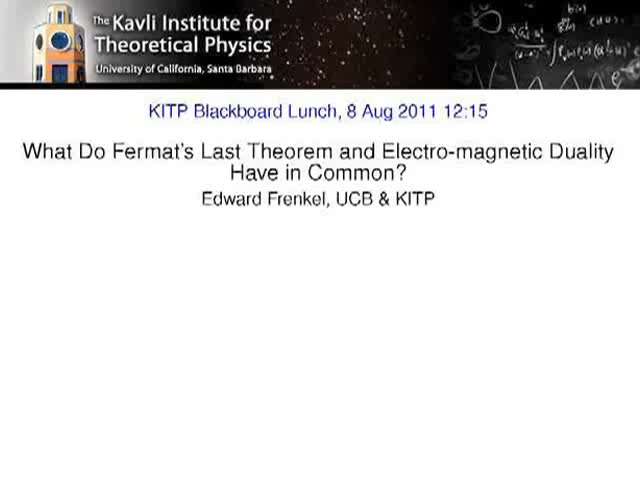 The Kavli Institute for
Theoretical Physics
University of California, Santa Barbara
KITP Blackboard Lunch, 8 Aug 2011 12:15
What Do Fermat's Last Theorem and Electro-magnetic Duality
Have in Common?
Edward Frenkel, UCB & KITP